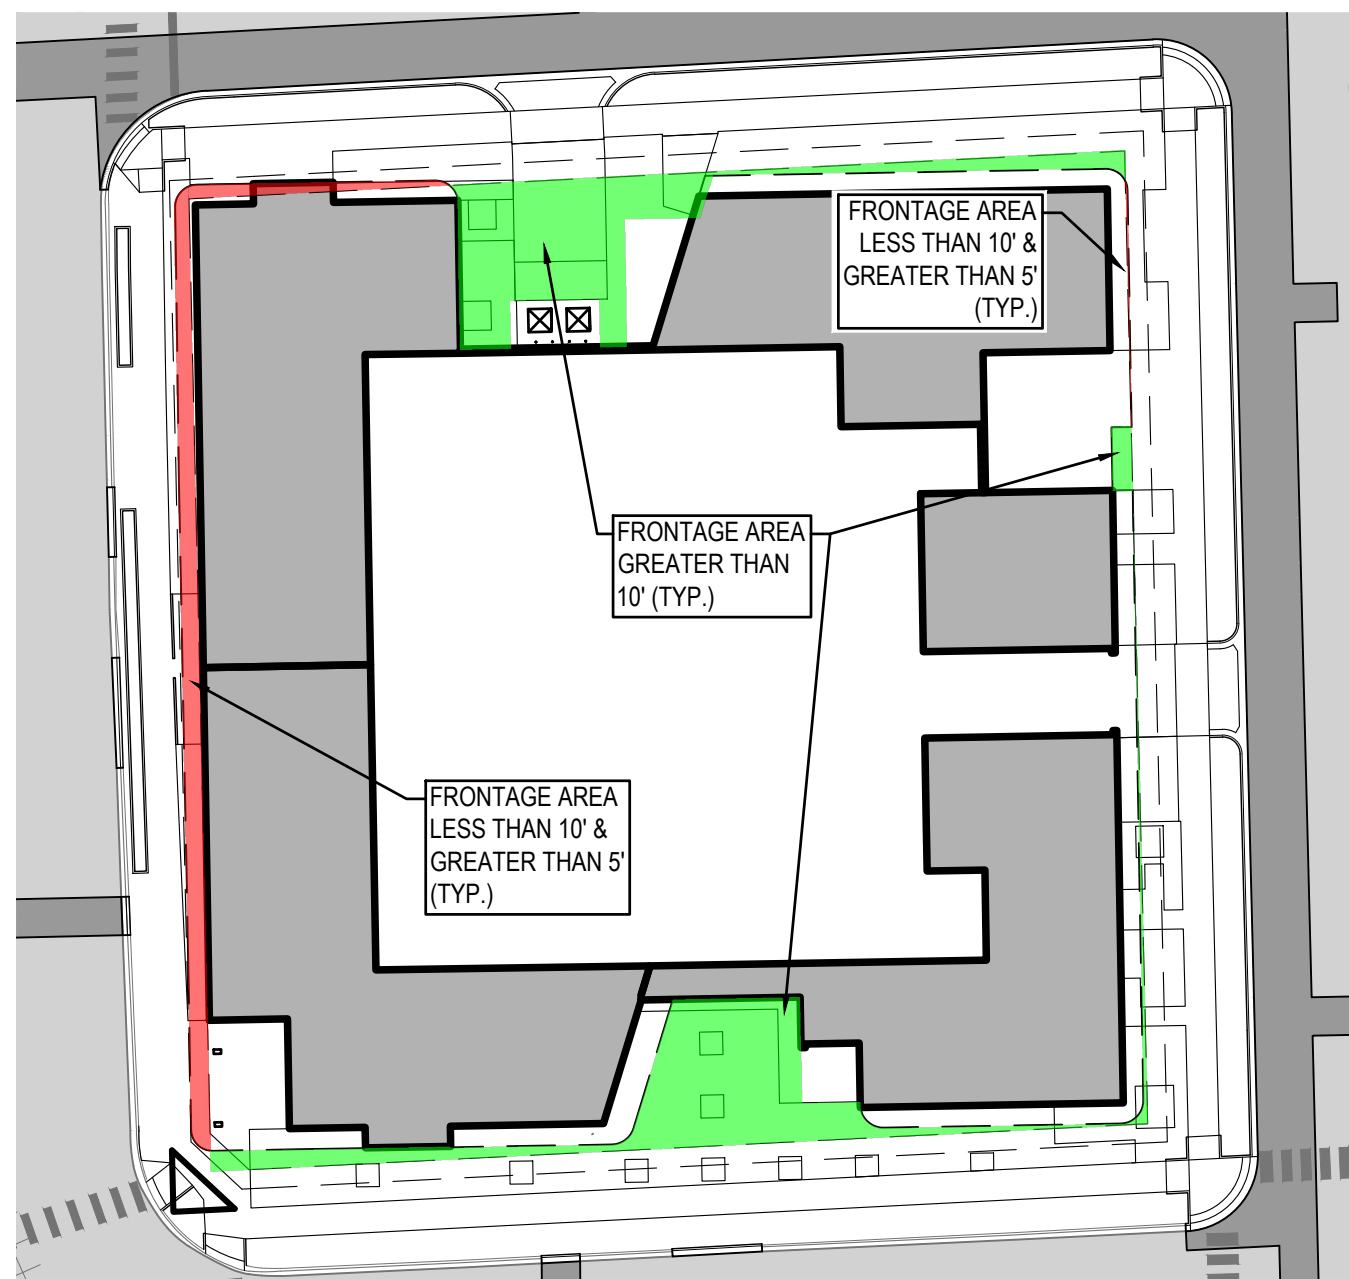 FRONTAGE AREA
LESS THAN 10' &
GREATER THAN 5'
(TYP.)
FRONTAGE AREA
GREATER THAN
10' (TYP.)
FRONTAGE AREA
LESS THAN 10' &
GREATER THAN 5'
(TYP.)